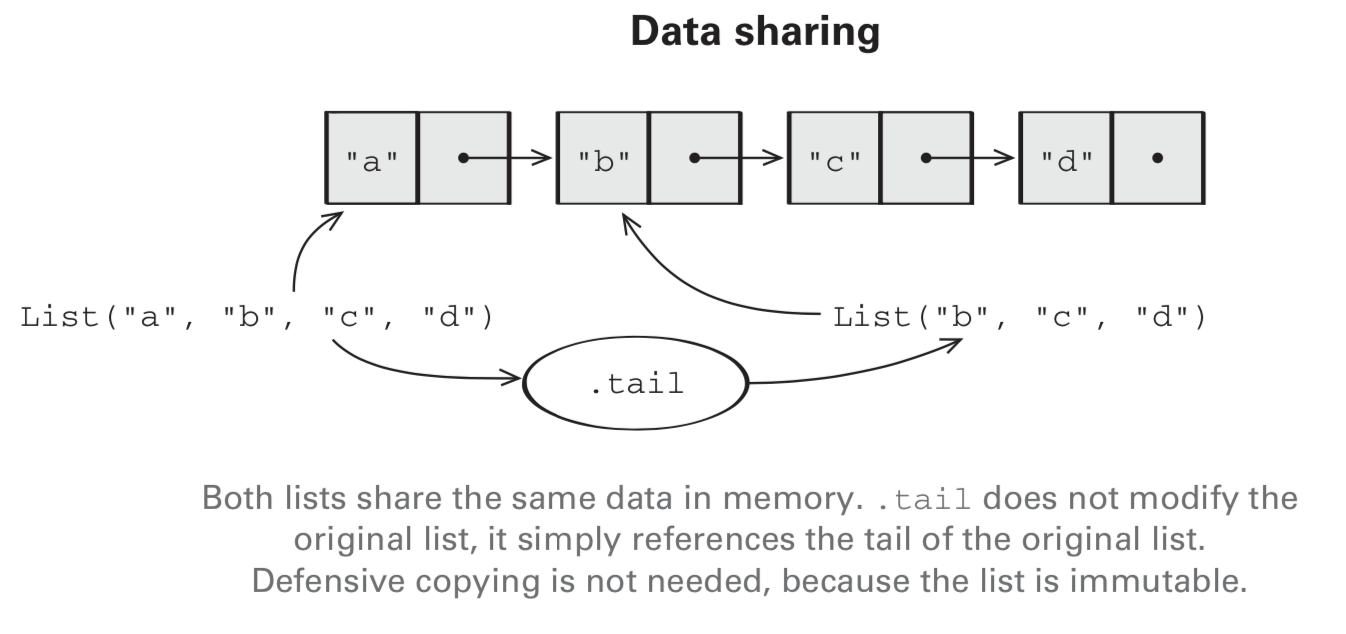 Data sharing
"a" "b" "c" "d"
List("a", "b", "c", "d") List("b", "c", "d")
.tail
Both lists share the same data in memory. .tail does not modify the
original list, it simply references the tail of the original list.
Defensive copying is not needed, because the list is immutable.